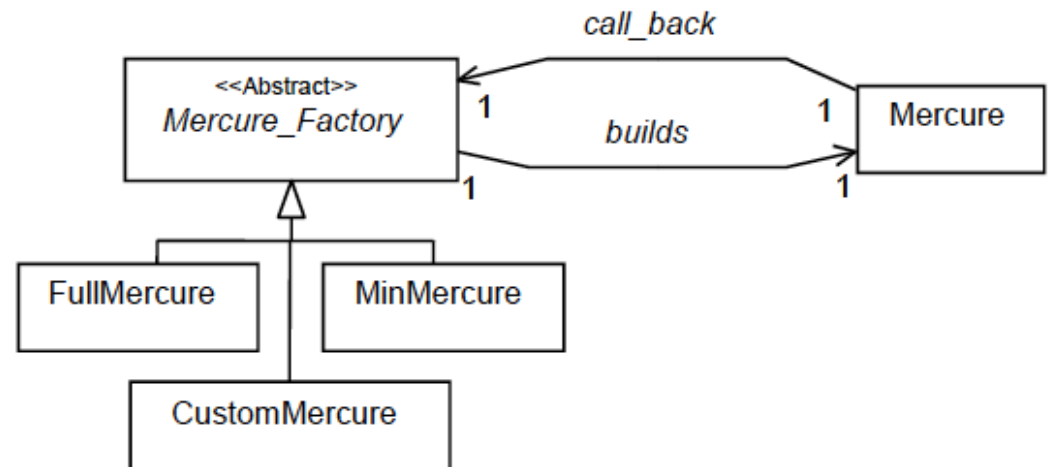 call_back
<<Abstract>>
Mercure_Factory
1
1
Mercure
builds
1
1
FullMercure
MinMercure
CustomMercure